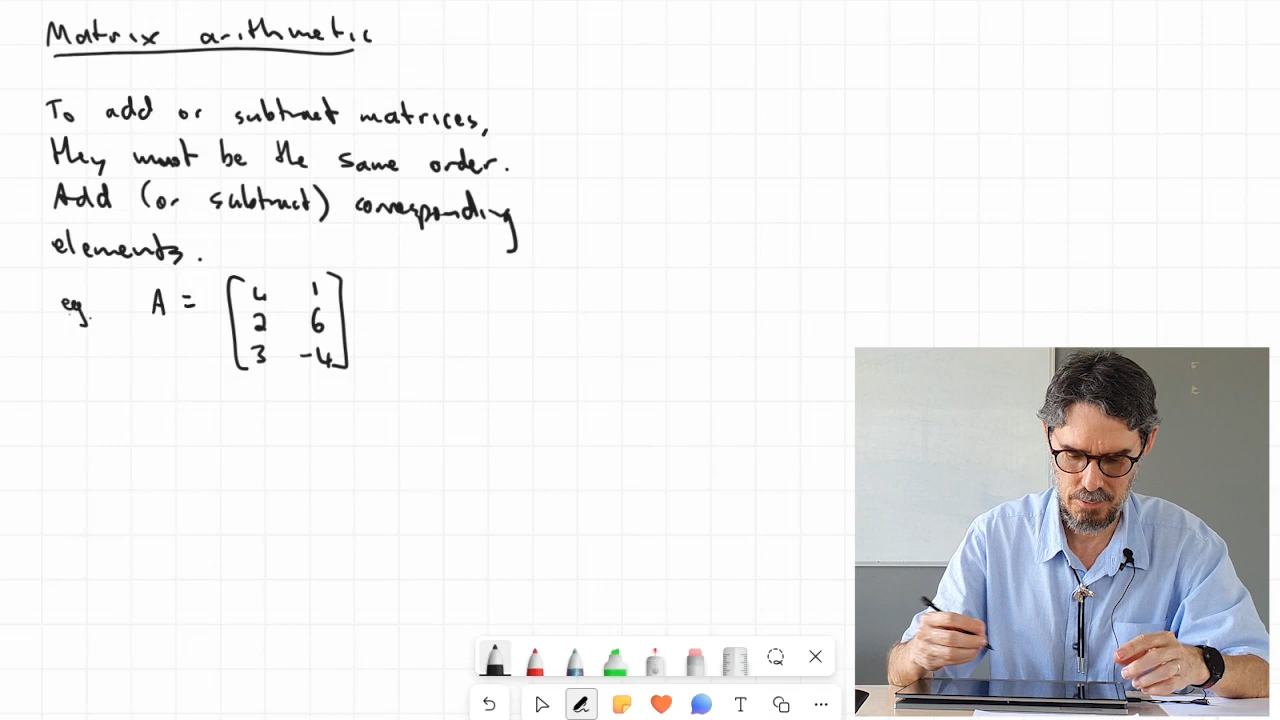 Matrix arithmetic
To add or subtract matrices,
they must be the same order.
Add (or subtract) corresponding
elements.
eg. A = [4 1
2 6
3 -4]
T